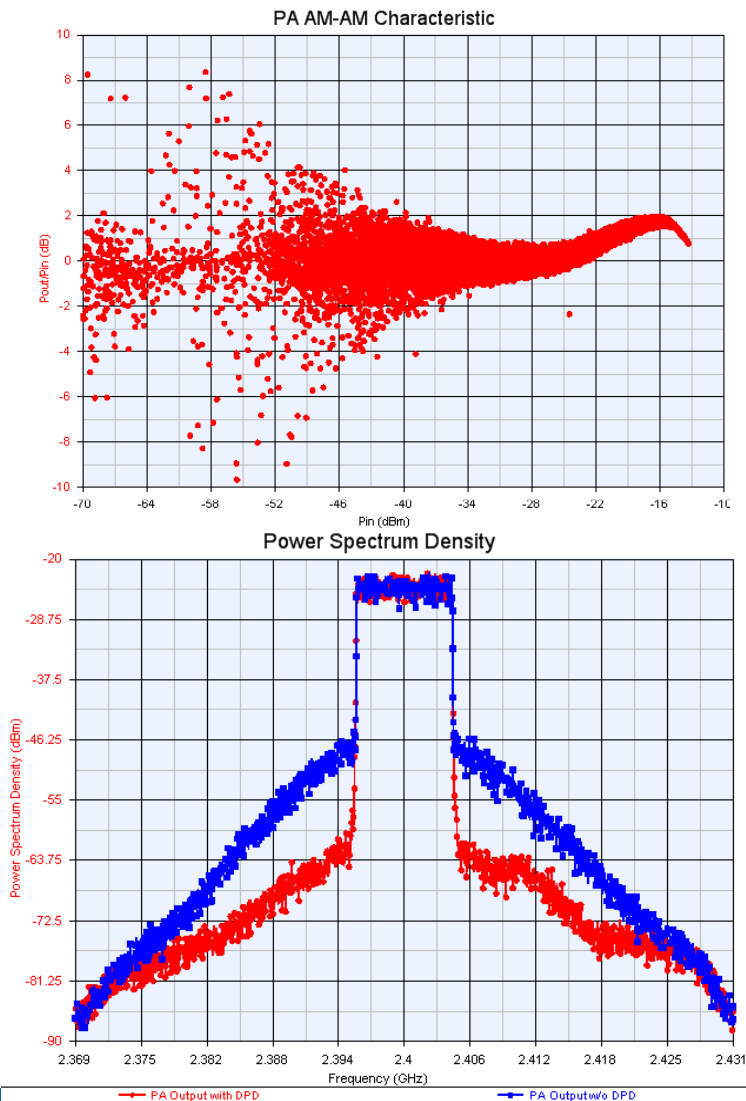 PA AM-AM Characteristic
10
8
6
4
2
0
-2
-4
-6
-8
-10
Pout/Pin (dB)
-70 -64 -58 -52 -46 -40 -34 -28 -22 -16 -10
Pin (dBm)
Power Spectrum Density
-20
-28.75
-37.5
-46.25
-55
-63.75
-72.5
-81.25
-90
Power Spectrum Density (dBm)
2.369 2.375 2.382 2.388 2.394 2.4 2.406 2.412 2.418 2.425 2.431
Frequency (GHz)
PA Output with DPD PA Output w/o DPD